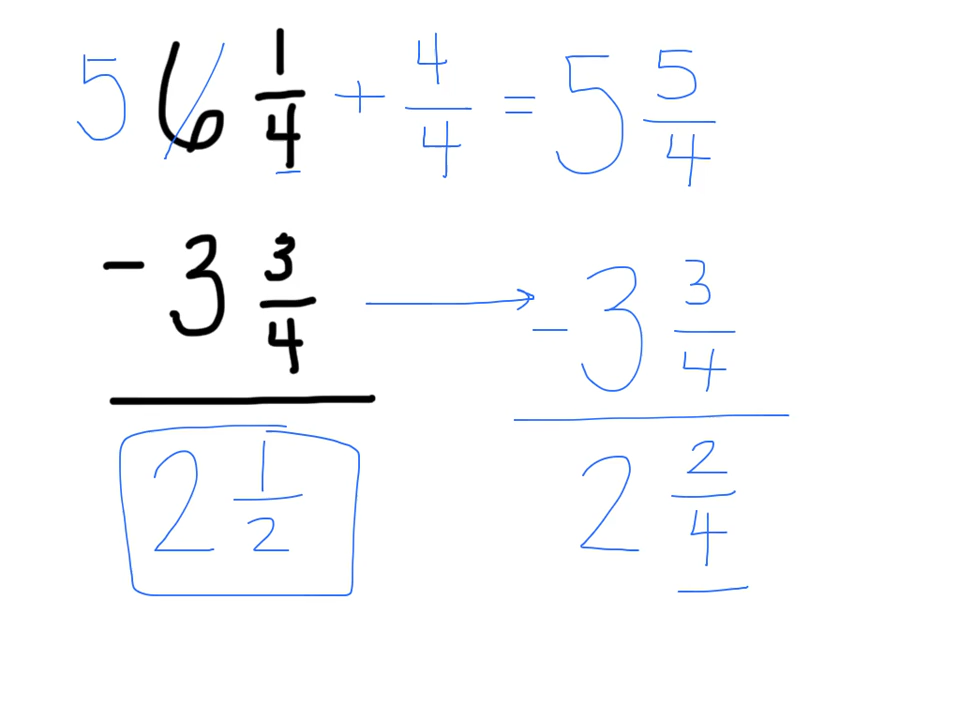 5 6 1/4 + 4/4 = 5 5/4
- 3 3/4 → - 3 3/4
2 1/2 2 2/4